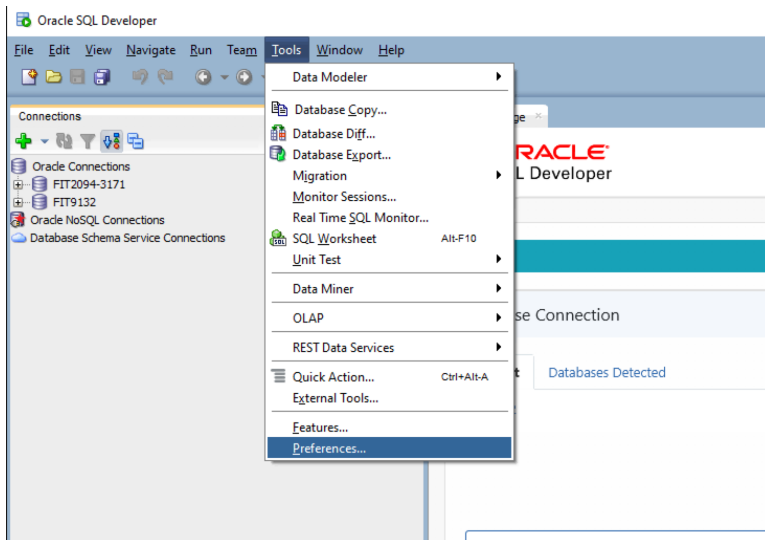 Oracle SQL Developer
File Edit View Navigate Run Team Tools Window Help
Connections
Oracle Connections
FIT2094-3171
FIT9132
Oracle NoSQL Connections
Database Schema Service Connections
Data Modeler
Database Copy...
Database Diff...
Database Export...
Migration
Monitor Sessions...
Real Time SQL Monitor...
SQL Worksheet Alt-F10
Unit Test
Data Miner
OLAP
REST Data Services
Quick Action... Ctrl+Alt-A
External Tools...
Features...
Preferences...
ge
RACLE
L Developer
se Connection
t Databases Detected